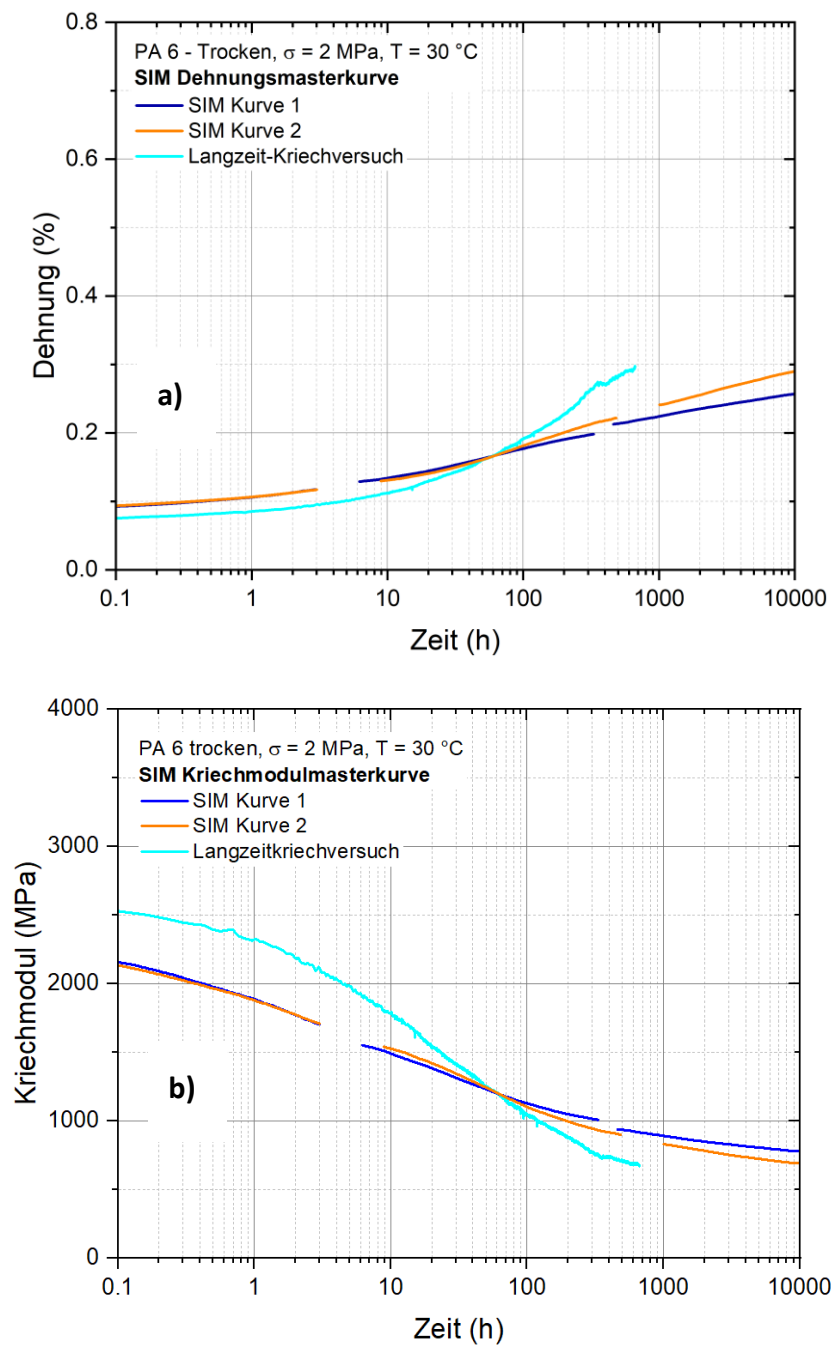 0.8
PA 6 - Trocken, σ = 2 MPa, T = 30 °C
SIM Dehnungsmasterkurve
SIM Kurve 1
SIM Kurve 2
Langzeit-Kriechversuch
0.6
0.4
0.2
0.0
Dehnung (%)
a)
0.1 1 10 100 1000 10000
Zeit (h)
4000
PA 6 trocken, σ = 2 MPa, T = 30 °C
SIM Kriechmodulmasterkurve
SIM Kurve 1
SIM Kurve 2
Langzeitkriechversuch
3000
2000
1000
0
Kriechmodul (MPa)
b)
0.1 1 10 100 1000 10000
Zeit (h)